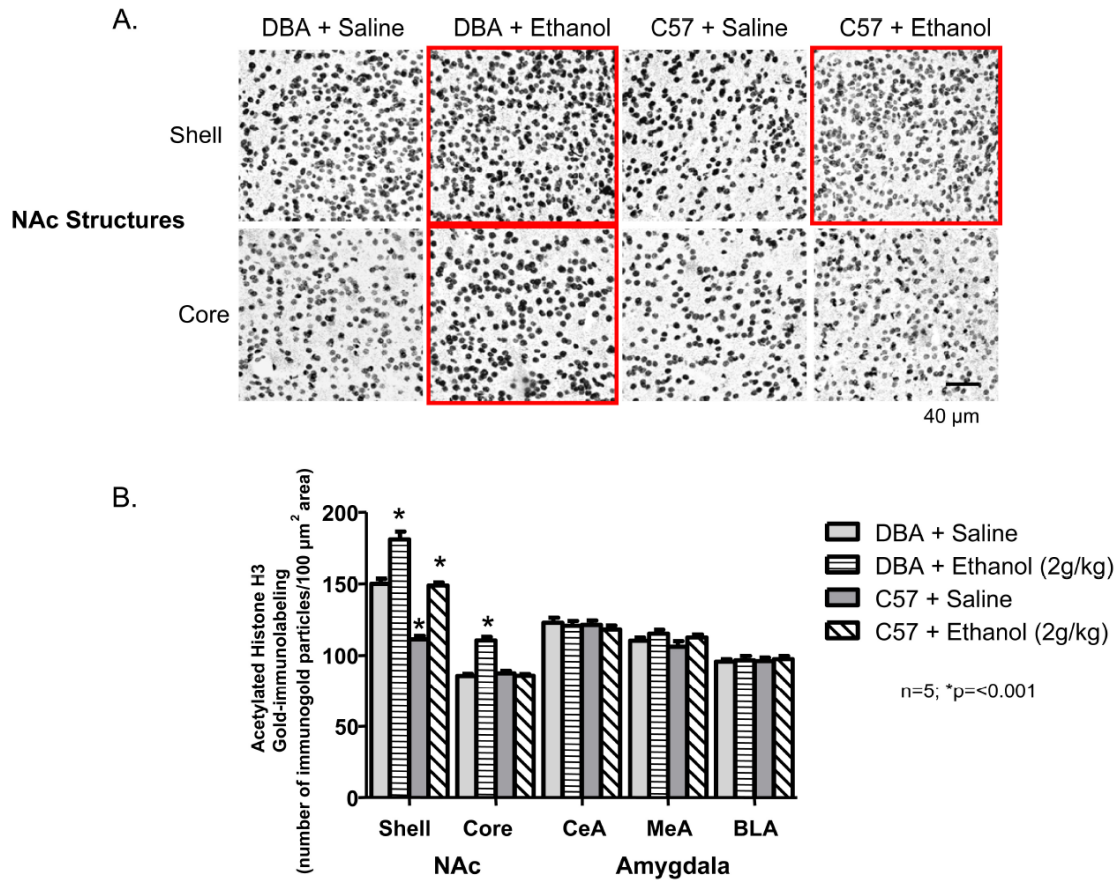 A.
DBA + Saline
DBA + Ethanol
C57 + Saline
C57 + Ethanol
Shell
NAc Structures
Core
40 µm
B.
Acetylated Histone H3
Gold-immunolabeling
(number of immunogold particles/100 µm² area)
200
150
100
50
0
*
*
*
*
Shell
Core
CeA
MeA
BLA
NAc
Amygdala
DBA + Saline
DBA + Ethanol (2g/kg)
C57 + Saline
C57 + Ethanol (2g/kg)
n=5; *p=<0.001